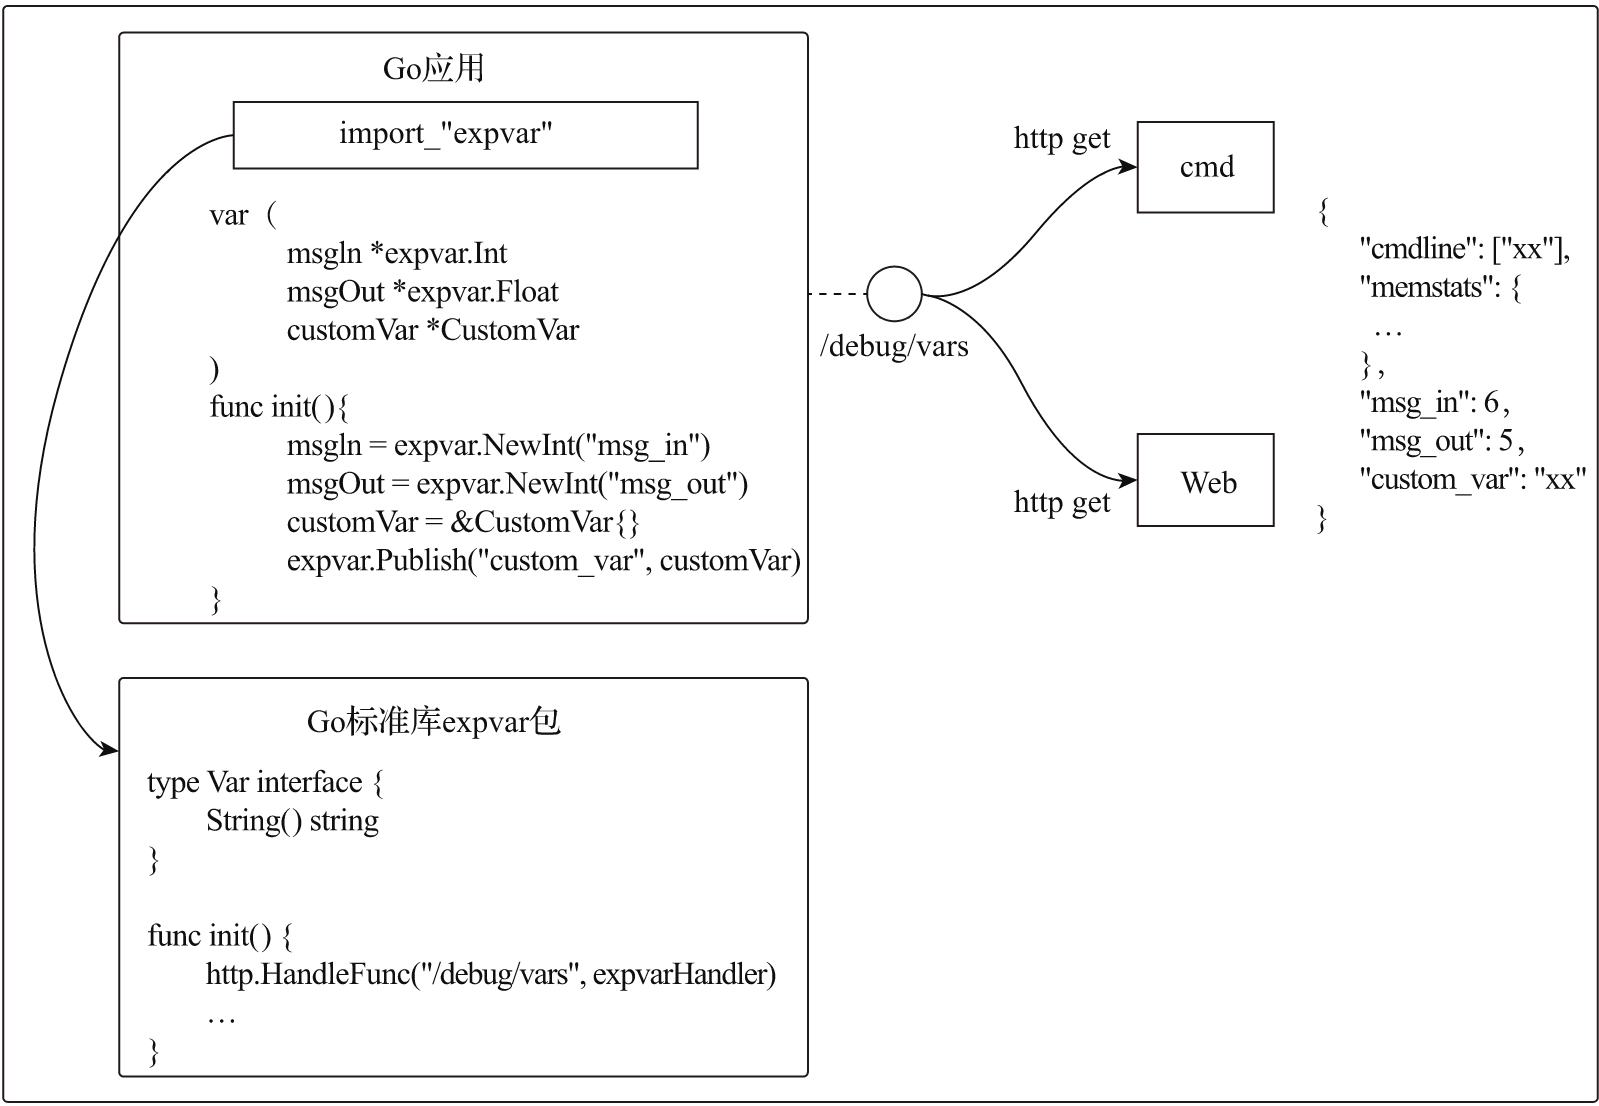 Go应用
import_"expvar"
var（
msgln *expvar.Int
msgOut *expvar.Float
customVar *CustomVar
)
func init(){
msgln = expvar.NewInt("msg_in")
msgOut = expvar.NewInt("msg_out")
customVar = &CustomVar{}
expvar.Publish("custom_var", customVar)
}
/debug/vars
http get
cmd
http get
Web
{
"cmdline": ["xx"],
"memstats": {
…
},
"msg_in": 6,
"msg_out": 5,
"custom_var": "xx"
}
Go标准库expvar包
type Var interface {
String() string
}
func init() {
http.HandleFunc("/debug/vars", expvarHandler)
…
}